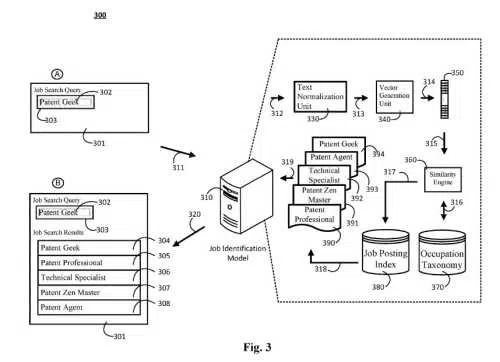 300
A
Job Search Query
302
Patent Geek
303
301
311
B
Job Search Query
302
Patent Geek
303
Job Search Results
304
Patent Geek
305
Patent Professional
306
Technical Specialist
307
Patent Zen Master
308
Patent Agent
301
310
320
Job Identification
Model
312
Text
Normalization
Unit
330
313
Vector
Generation
Unit
340
314
350
315
360
Similarity
Engine
316
317
Patent Geek
394
Patent Agent
393
Technical
Specialist
392
Patent Zen
Master
391
Patent
Professional
390
319
318
Job Posting
Index
380
Occupation
Taxonomy
370
Fig. 3